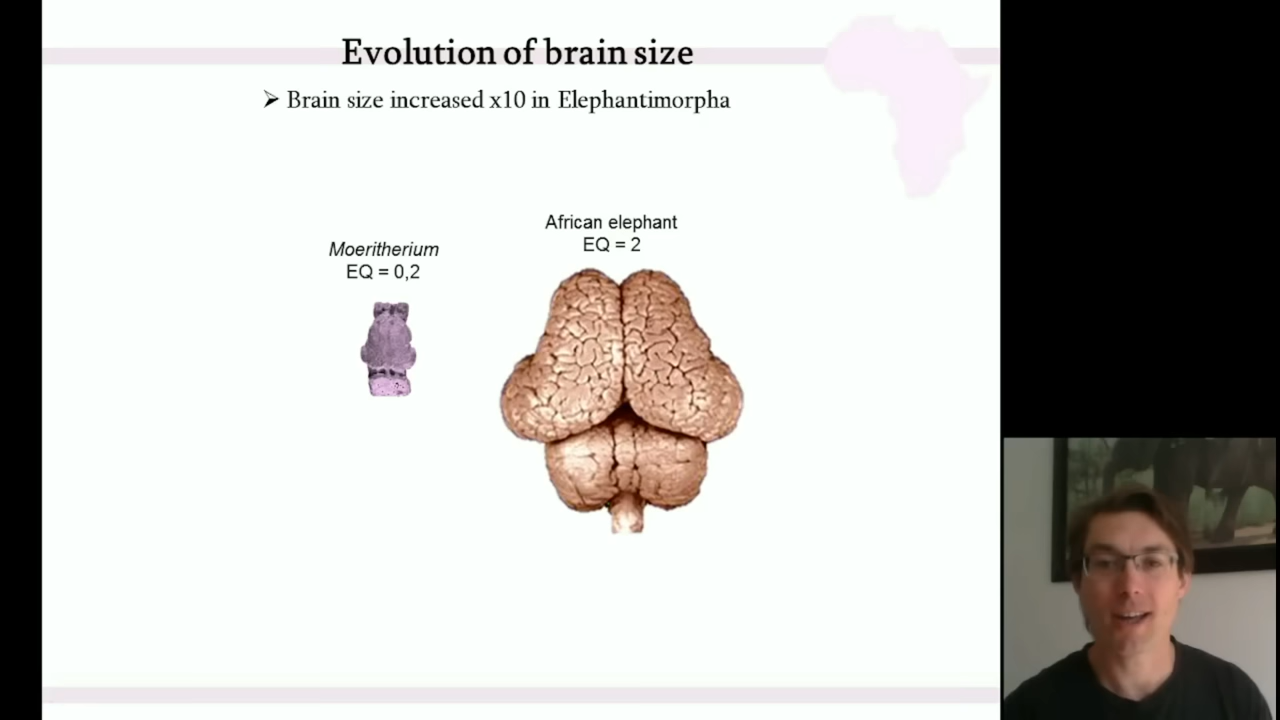 Evolution of brain size
➢ Brain size increased x10 in Elephantimorpha
African elephant
EQ = 2
Moeritherium
EQ = 0,2